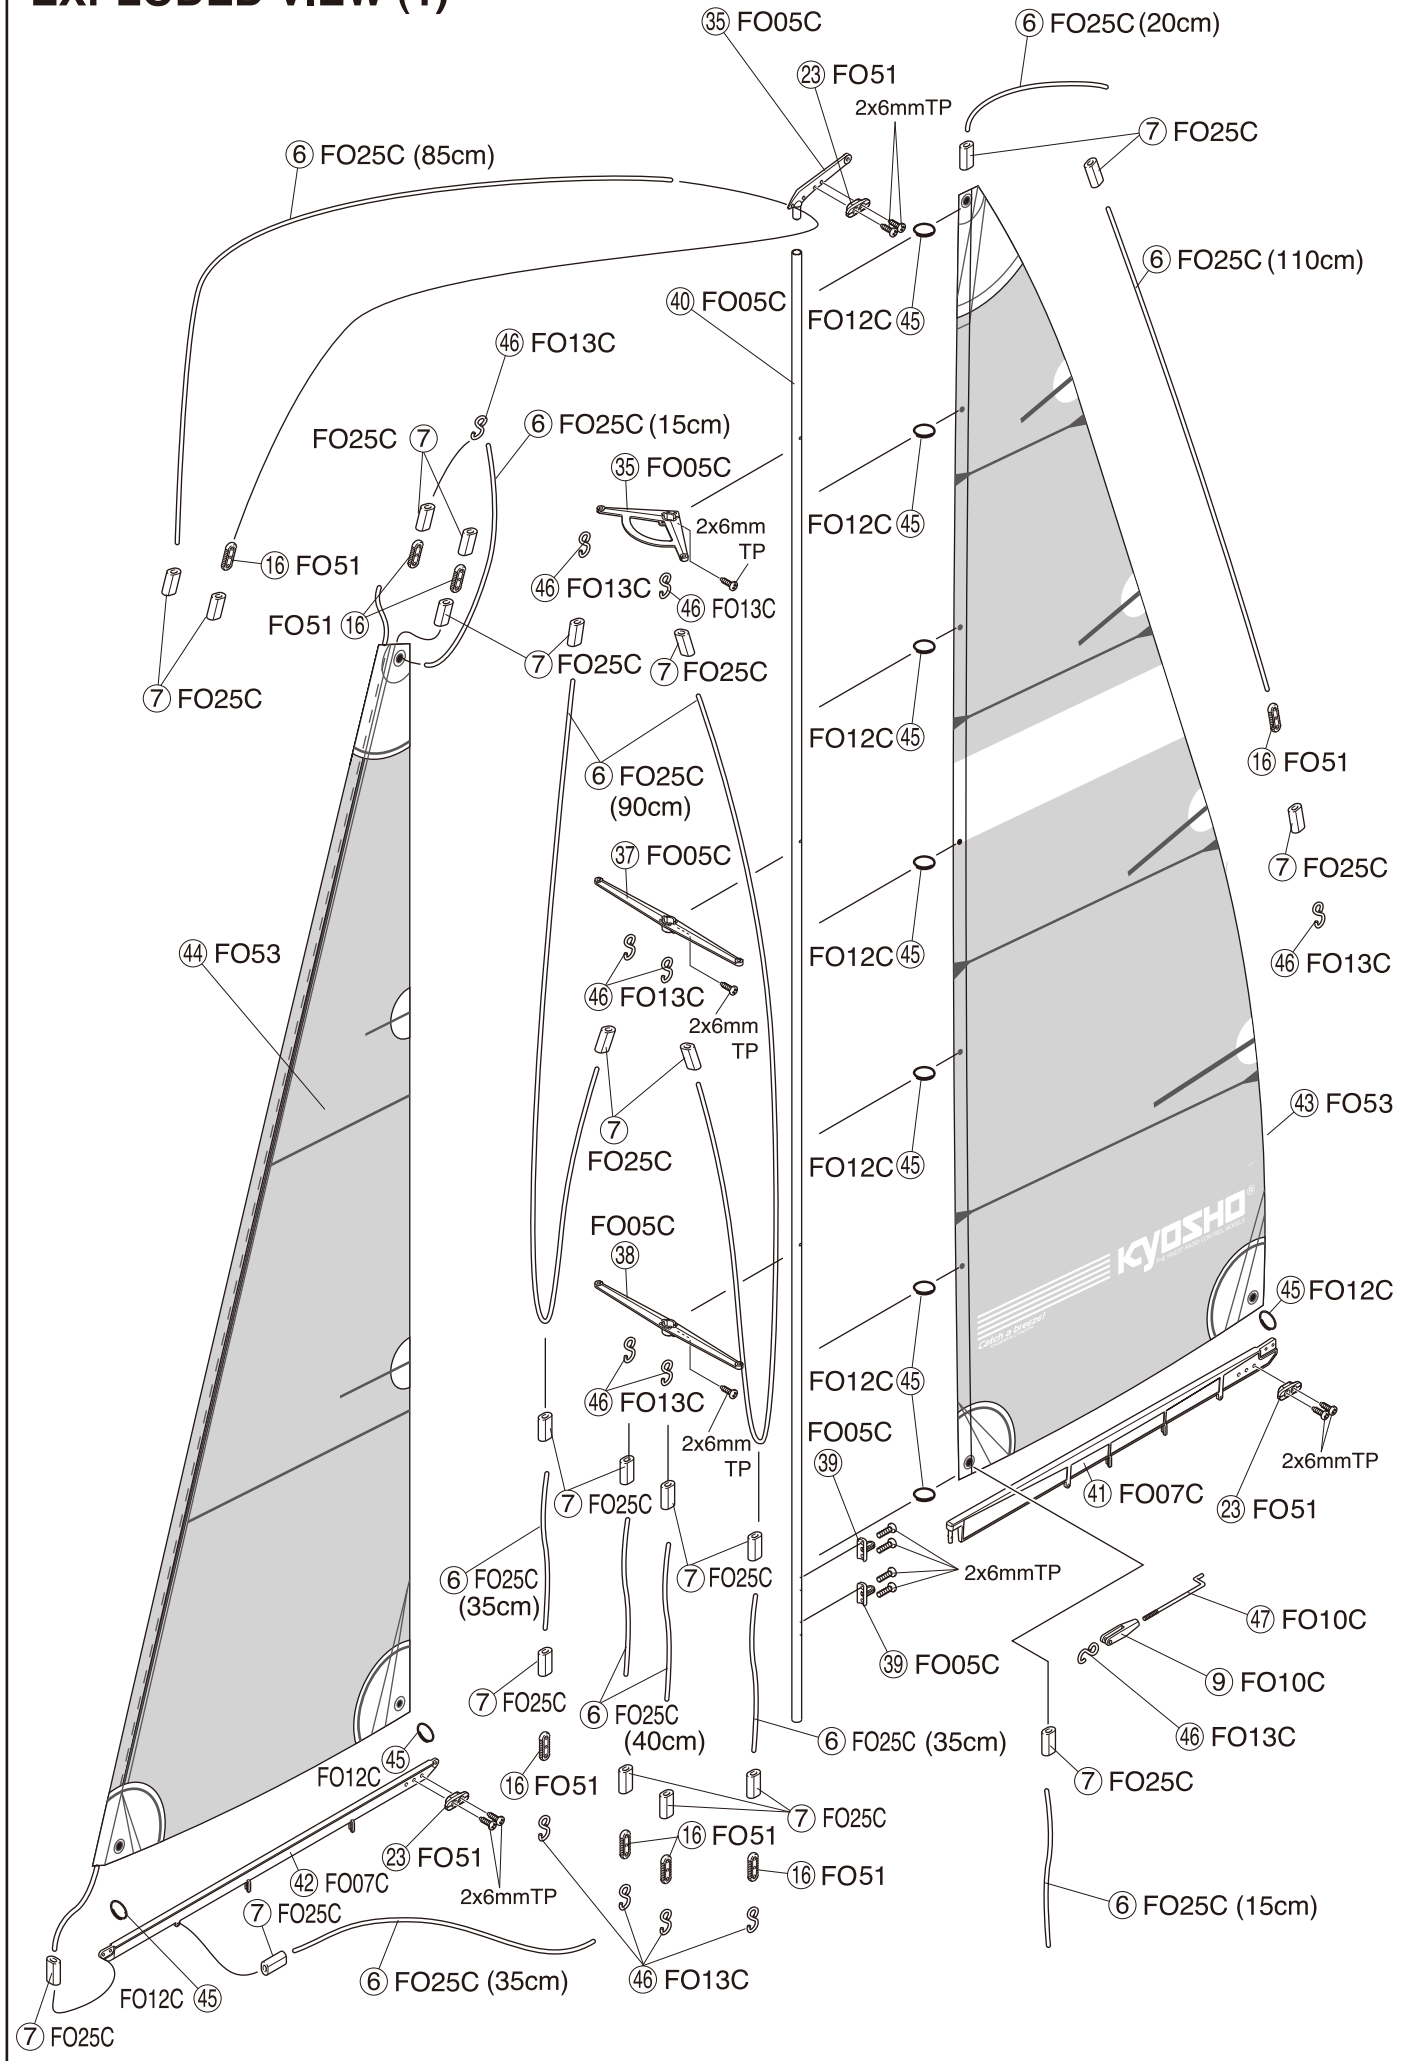 EXPLODED VIEW (1)
35 FO05C
6 FO25C (20cm)
23 FO51
2x6mmTP
7 FO25C
6 FO25C (85cm)
6 FO25C (110cm)
40 FO05C
FO12C 45
46 FO13C
6 FO25C (15cm)
FO25C 7
35 FO05C
2x6mm
TP
FO12C 45
16 FO51
46 FO13C
46 FO13C
FO51 16
7 FO25C
7 FO25C
7 FO25C
FO12C 45
16 FO51
6 FO25C
(90cm)
37 FO05C
7 FO25C
44 FO53
FO12C 45
46 FO13C
46 FO13C
2x6mm
TP
43 FO53
7
FO25C
FO12C 45
KYOSHO®
THE FINEST RADIO CONTROL MODELS
FO05C
38
45 FO12C
Catch a breeze!
FO12C 45
46 FO13C
2x6mm
TP
FO05C
39
2x6mmTP
41 FO07C
23 FO51
7 FO25C
7 FO25C
2x6mmTP
6 FO25C
(35cm)
47 FO10C
39 FO05C
9 FO10C
7 FO25C
6 FO25C
(40cm)
6 FO25C (35cm)
46 FO13C
45
FO12C
16 FO51
7 FO25C
7 FO25C
16 FO51
23 FO51
16 FO51
42 FO07C
2x6mmTP
7 FO25C
6 FO25C (15cm)
6 FO25C (35cm)
46 FO13C
FO12C 45
7 FO25C